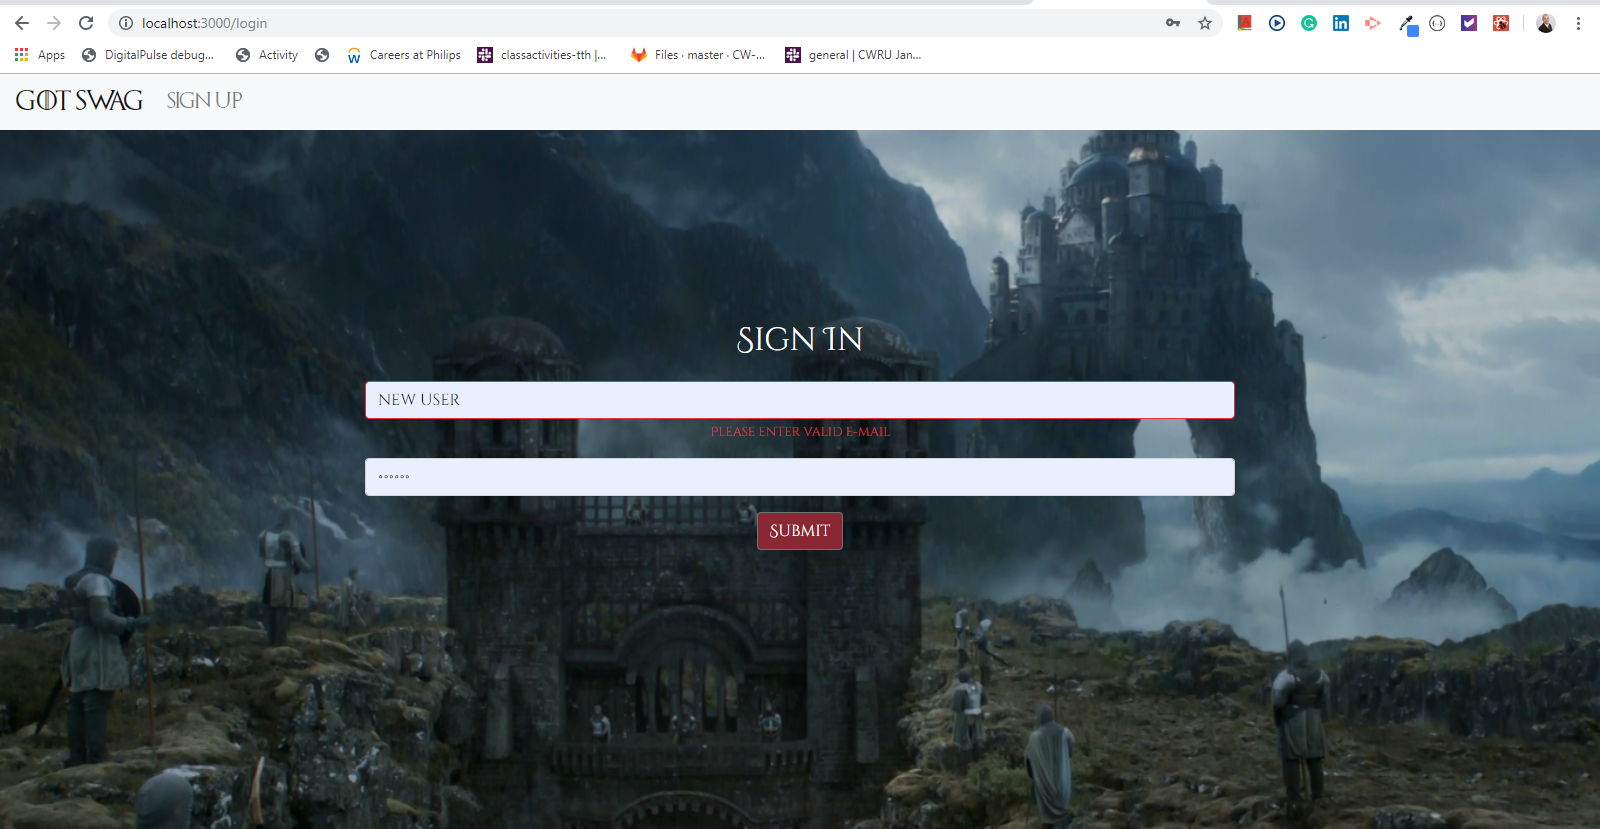 localhost:3000/login
Apps DigitalPulse debug... Activity Careers at Philips classactivities-tth |... Files · master · CW-... general | CWRU Jan...
GOT SWAG SIGN UP
SIGN IN
NEW USER
PLEASE ENTER VALID E-MAIL
SUBMIT